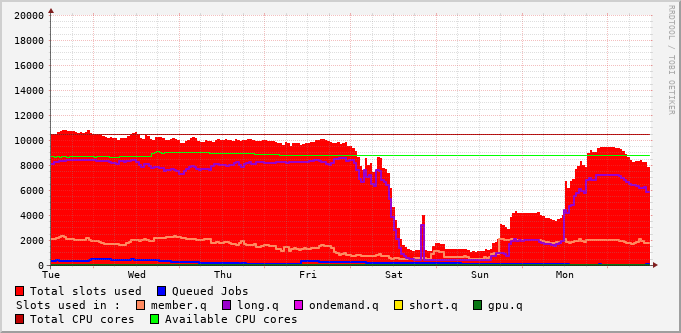 RRDTOOL / TOBI OETIKER
20000
18000
16000
14000
12000
10000
8000
6000
4000
2000
0
Tue Wed Thu Fri Sat Sun Mon
Total slots used Queued Jobs
Slots used in : member.q long.q ondemand.q short.q gpu.q
Total CPU cores Available CPU cores